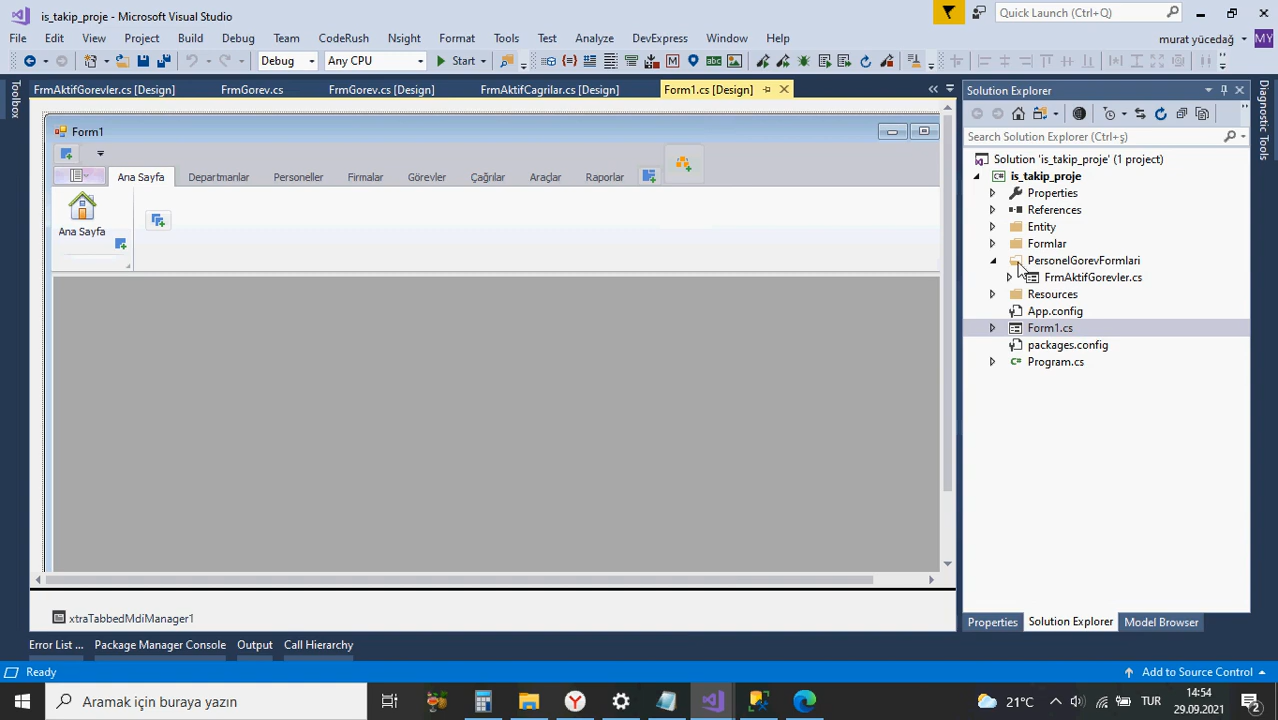 is_takip_proje - Microsoft Visual Studio
Quick Launch (Ctrl+Q)
File Edit View Project Build Debug Team CodeRush Nsight Format Tools Test Analyze DevExpress Window Help
murat yücedağ MY
Debug Any CPU Start
Toolbox
FrmAktifGorevler.cs [Design] FrmGorev.cs FrmGorev.cs [Design] FrmAktifCagrilar.cs [Design] Form1.cs [Design]
Form1
Ana Sayfa Departmanlar Personeller Firmalar Görevler Çağrılar Araçlar Raporlar
Ana Sayfa
xtraTabbedMdiManager1
Solution Explorer
Search Solution Explorer (Ctrl+ş)
Solution 'is_takip_proje' (1 project)
is_takip_proje
Properties
References
Entity
Formlar
PersonelGorevFormlari
FrmAktifGorevler.cs
Resources
App.config
Form1.cs
packages.config
Program.cs
Properties Solution Explorer Model Browser
Diagnostic Tools
Error List ... Package Manager Console Output Call Hierarchy
Ready
Add to Source Control
Aramak için buraya yazın
21°C
TUR
14:54
29.09.2021
2